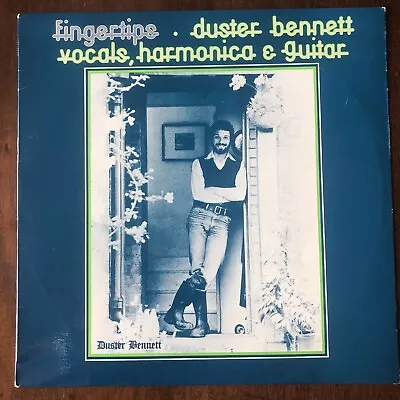 fingertips • duster bennett
vocals, harmonica & guitar
Duster Bennett